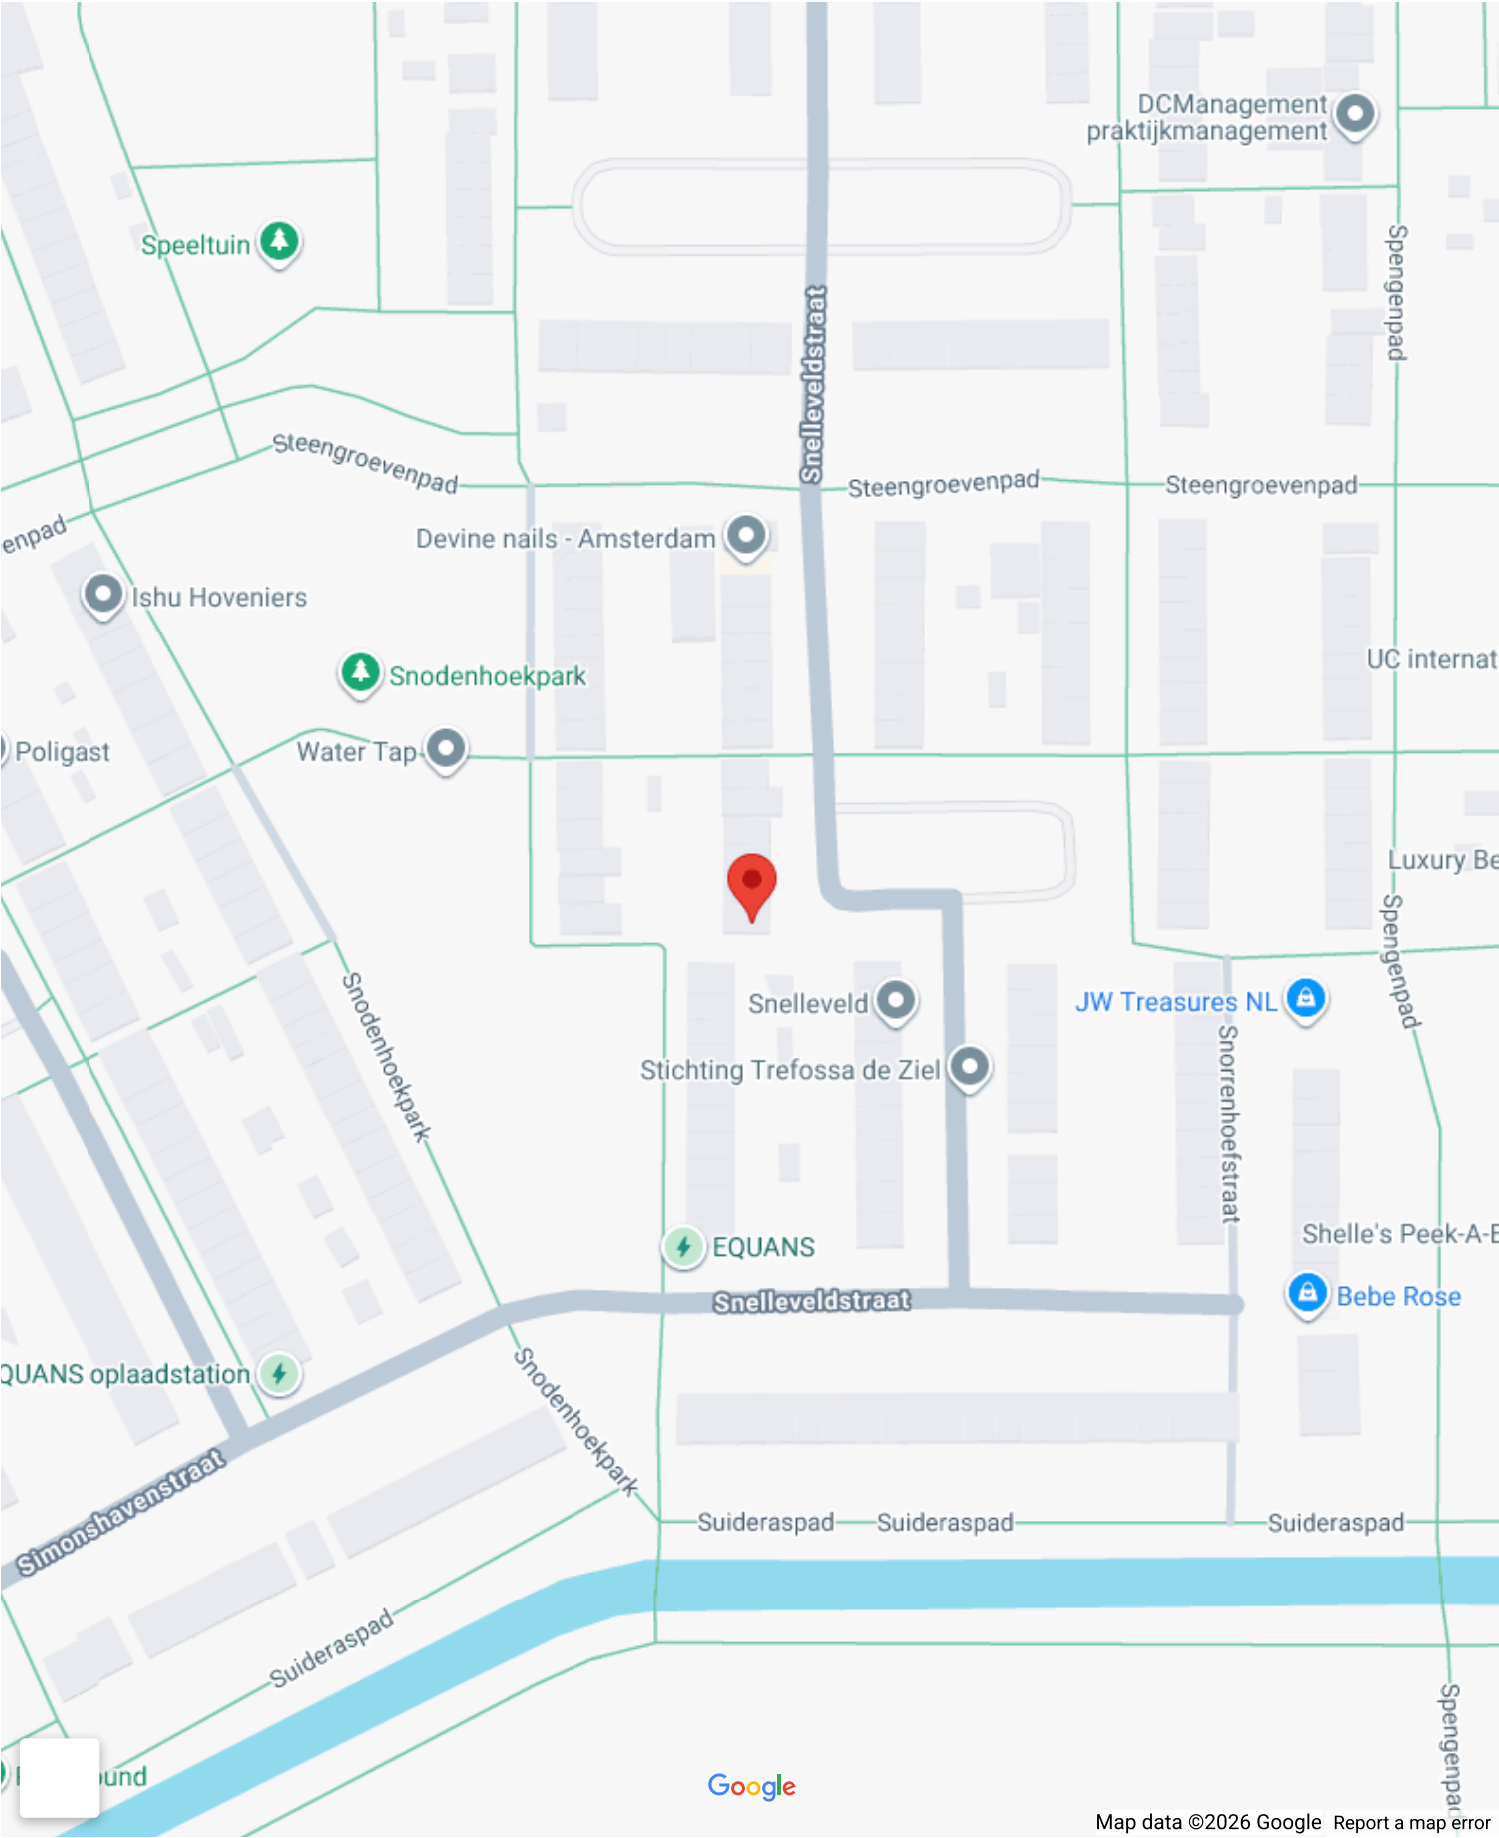 DCManagement
praktijkmanagement
Speeltuin
Spengenpad
Snelleveldstraat
Steengroevenpad
Steengroevenpad
Steengroevenpad
enpad
Devine nails - Amsterdam
Ishu Hoveniers
Snodenhoekpark
UC internat
Poligast
Water Tap
Luxury Be
Spengenpad
Snodenhoekpark
Snelleveld
JW Treasures NL
Stichting Trefossa de Ziel
Snorrenhoefstraat
EQUANS
Shelle's Peek-A-B
Snelleveldstraat
Bebe Rose
QUANS oplaadstation
Snodenhoekpark
Simonshavenstraat
Suideraspad
Suideraspad
Suideraspad
Suideraspad
Spengenpad
ound
Google
Map data ©2026 Google
Report a map error